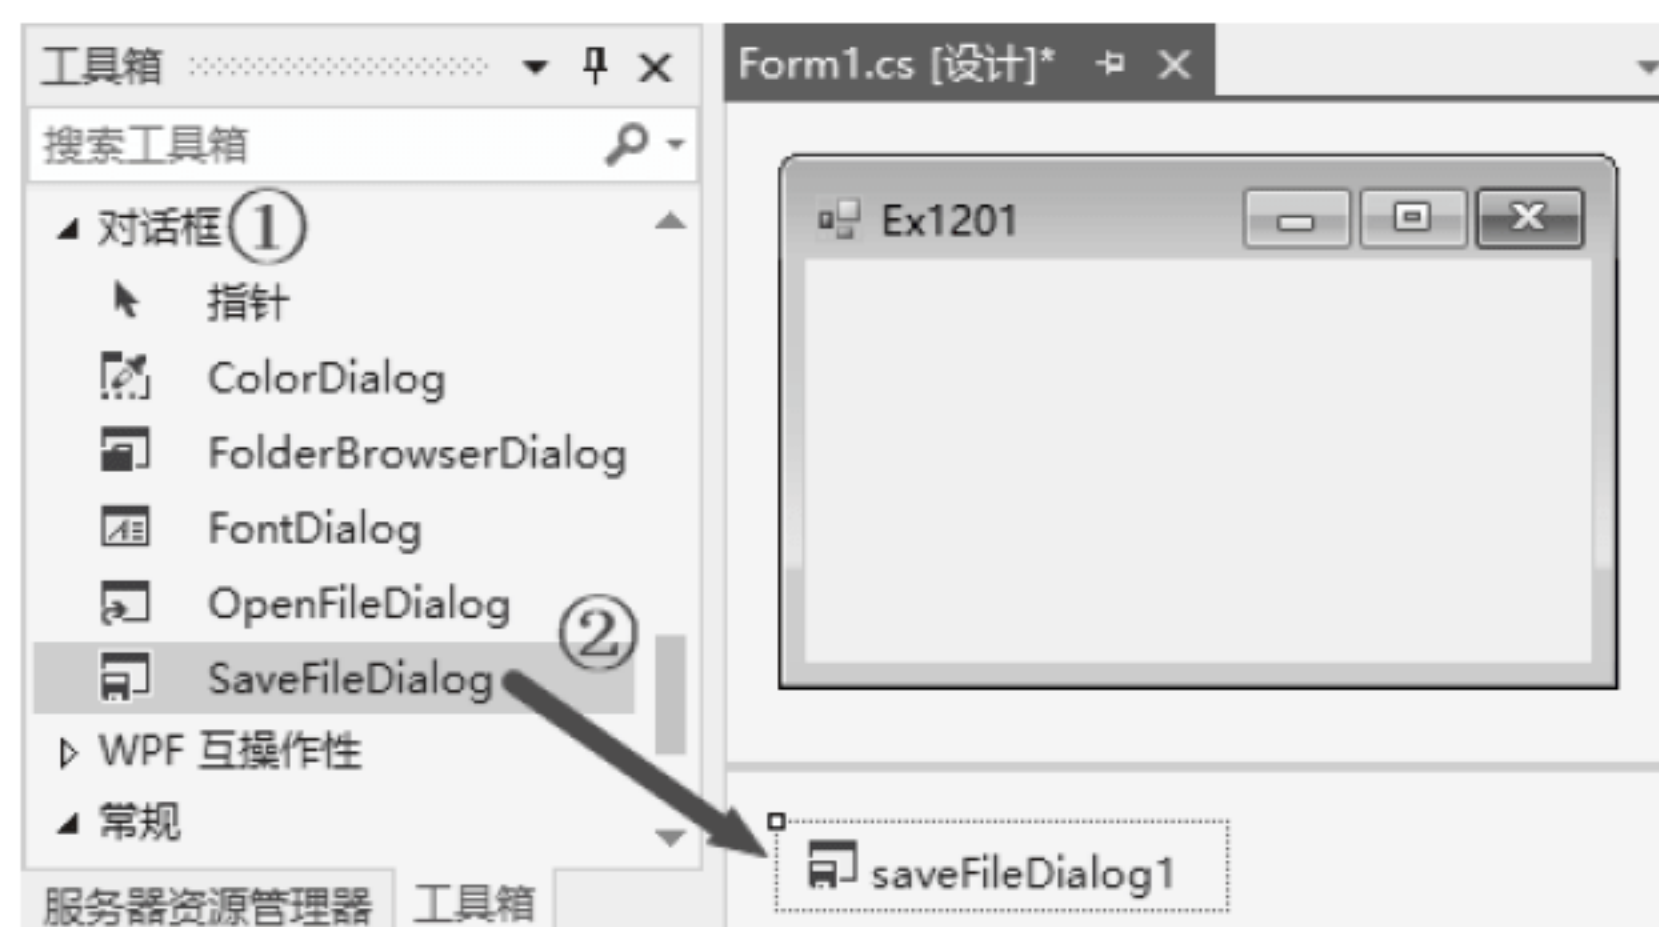 工具箱
搜索工具箱
对话框①
指针
ColorDialog
FolderBrowserDialog
FontDialog
OpenFileDialog
②
SaveFileDialog
WPF 互操作性
常规
服务器资源管理器 工具箱
Form1.cs [设计]*
Ex1201
saveFileDialog1